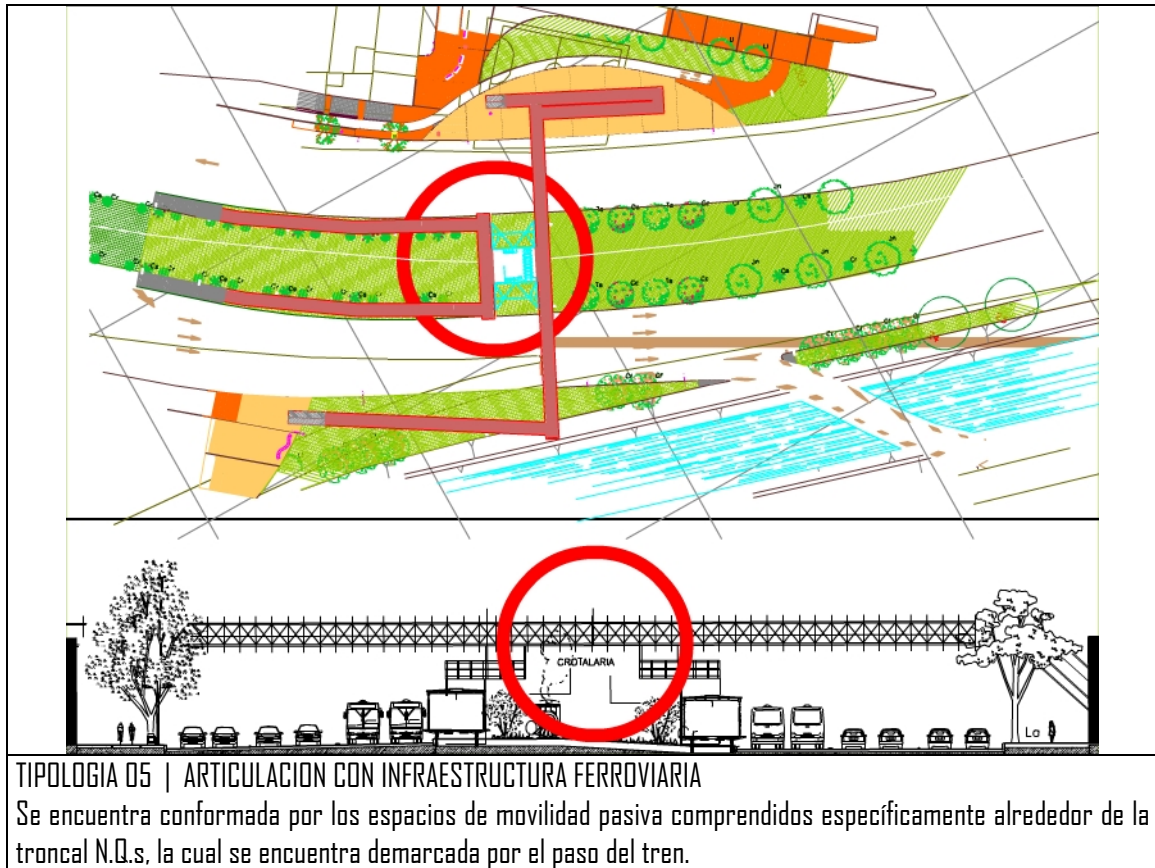 CROTALARIA
Lo
TIPOLOGIA 05 | ARTICULACION CON INFRAESTRUCTURA FERROVIARIA
Se encuentra conformada por los espacios de movilidad pasiva comprendidos específicamente alrededor de la
troncal N.Q.s, la cual se encuentra demarcada por el paso del tren.